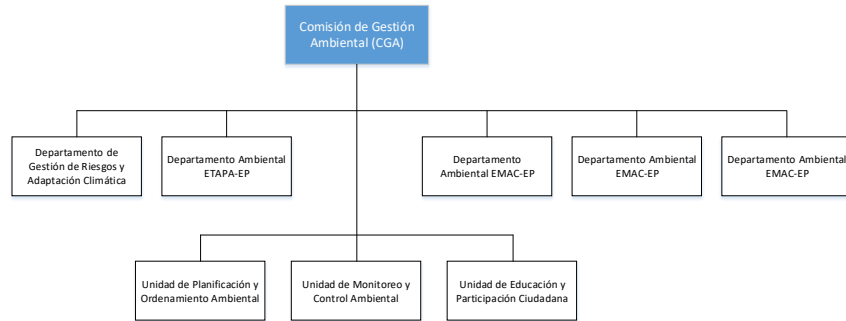 Comisión de Gestión
Ambiental (CGA)
Departamento de
Gestión de Riesgos y
Adaptación Climática
Departamento Ambiental
ETAPA-EP
Departamento
Ambiental EMAC-EP
Departamento Ambiental
EMAC-EP
Departamento Ambiental
EMAC-EP
Unidad de Planificación y
Ordenamiento Ambiental
Unidad de Monitoreo y
Control Ambiental
Unidad de Educación y
Participación Ciudadana